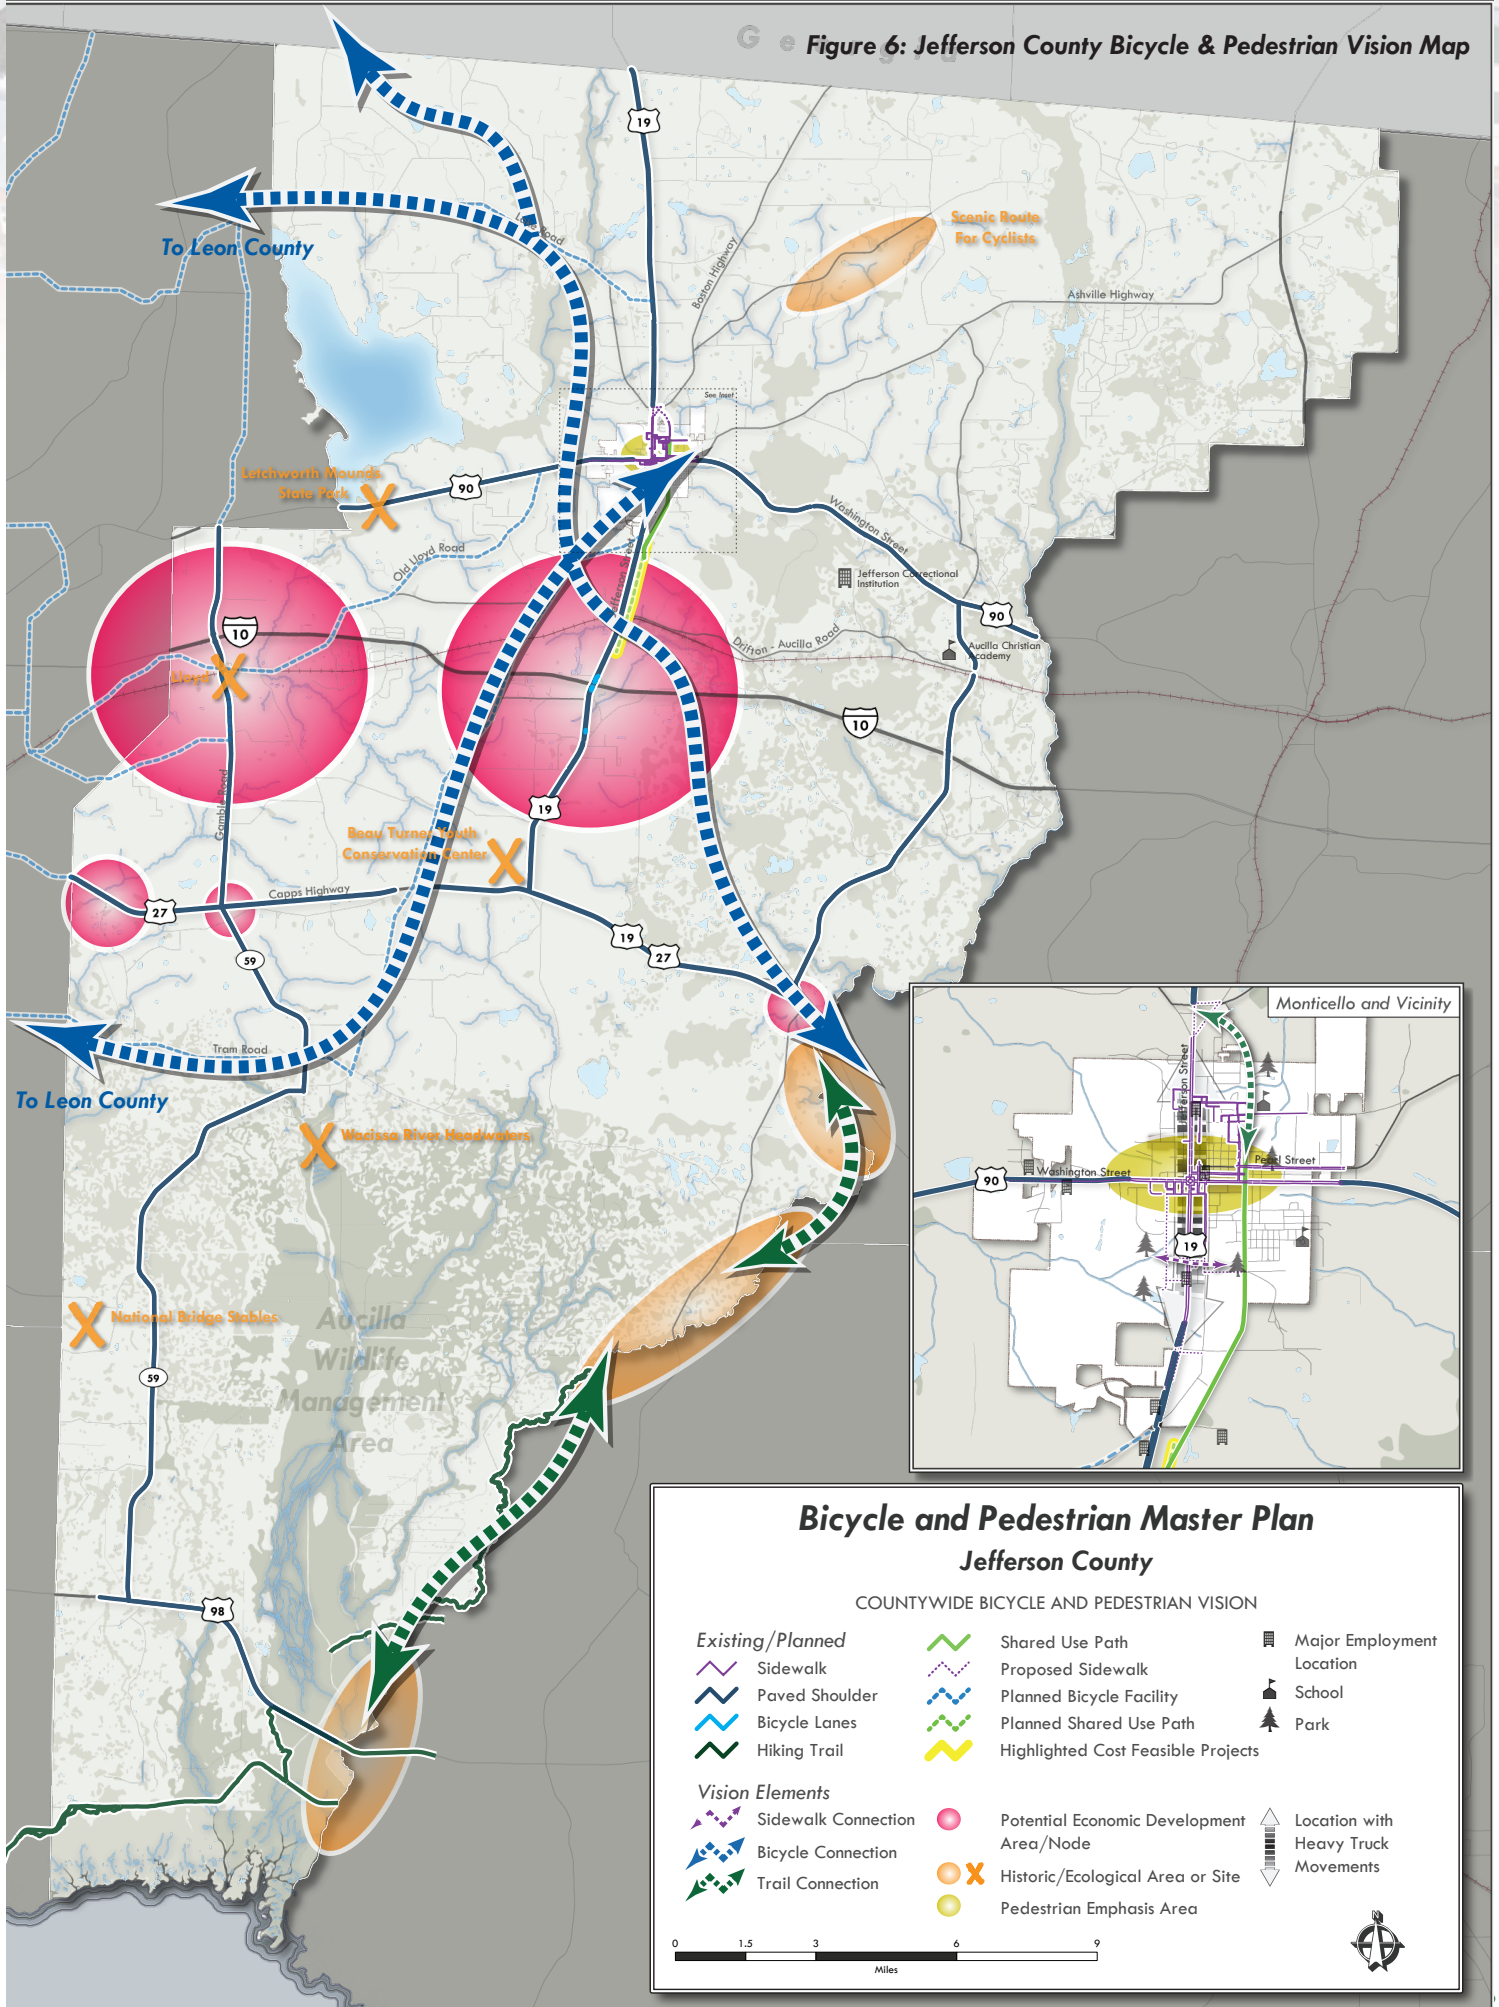 Georgia
Figure 6: Jefferson County Bicycle & Pedestrian Vision Map
19
Scenic Route
For Cyclists
To Leon County
Lake Road
Boston Highway
Ashville Highway
See Inset
Letchworth Mounds
State Park
90
Washington Street
Old Lloyd Road
Jefferson Street
Jefferson Correctional
Institution
90
10
Drifton - Aucilla Road
Aucilla Christian
Academy
Lloyd
10
Gamble Road
19
Beau Turner Youth
Conservation Center
Capps Highway
27
19
27
59
Tram Road
To Leon County
Wacissa River Headwaters
National Bridge Stables
Aucilla
Wildlife
Management
Area
59
98
Monticello and Vicinity
Jefferson Street
Pearl Street
Washington Street
90
19
Bicycle and Pedestrian Master Plan
Jefferson County
COUNTYWIDE BICYCLE AND PEDESTRIAN VISION
Existing/Planned
Sidewalk
Paved Shoulder
Bicycle Lanes
Hiking Trail
Shared Use Path
Proposed Sidewalk
Planned Bicycle Facility
Planned Shared Use Path
Highlighted Cost Feasible Projects
Major Employment
Location
School
Park
Vision Elements
Sidewalk Connection
Bicycle Connection
Trail Connection
Potential Economic Development
Area/Node
Historic/Ecological Area or Site
Pedestrian Emphasis Area
Location with
Heavy Truck
Movements
0 1.5 3 6 9
Miles
N